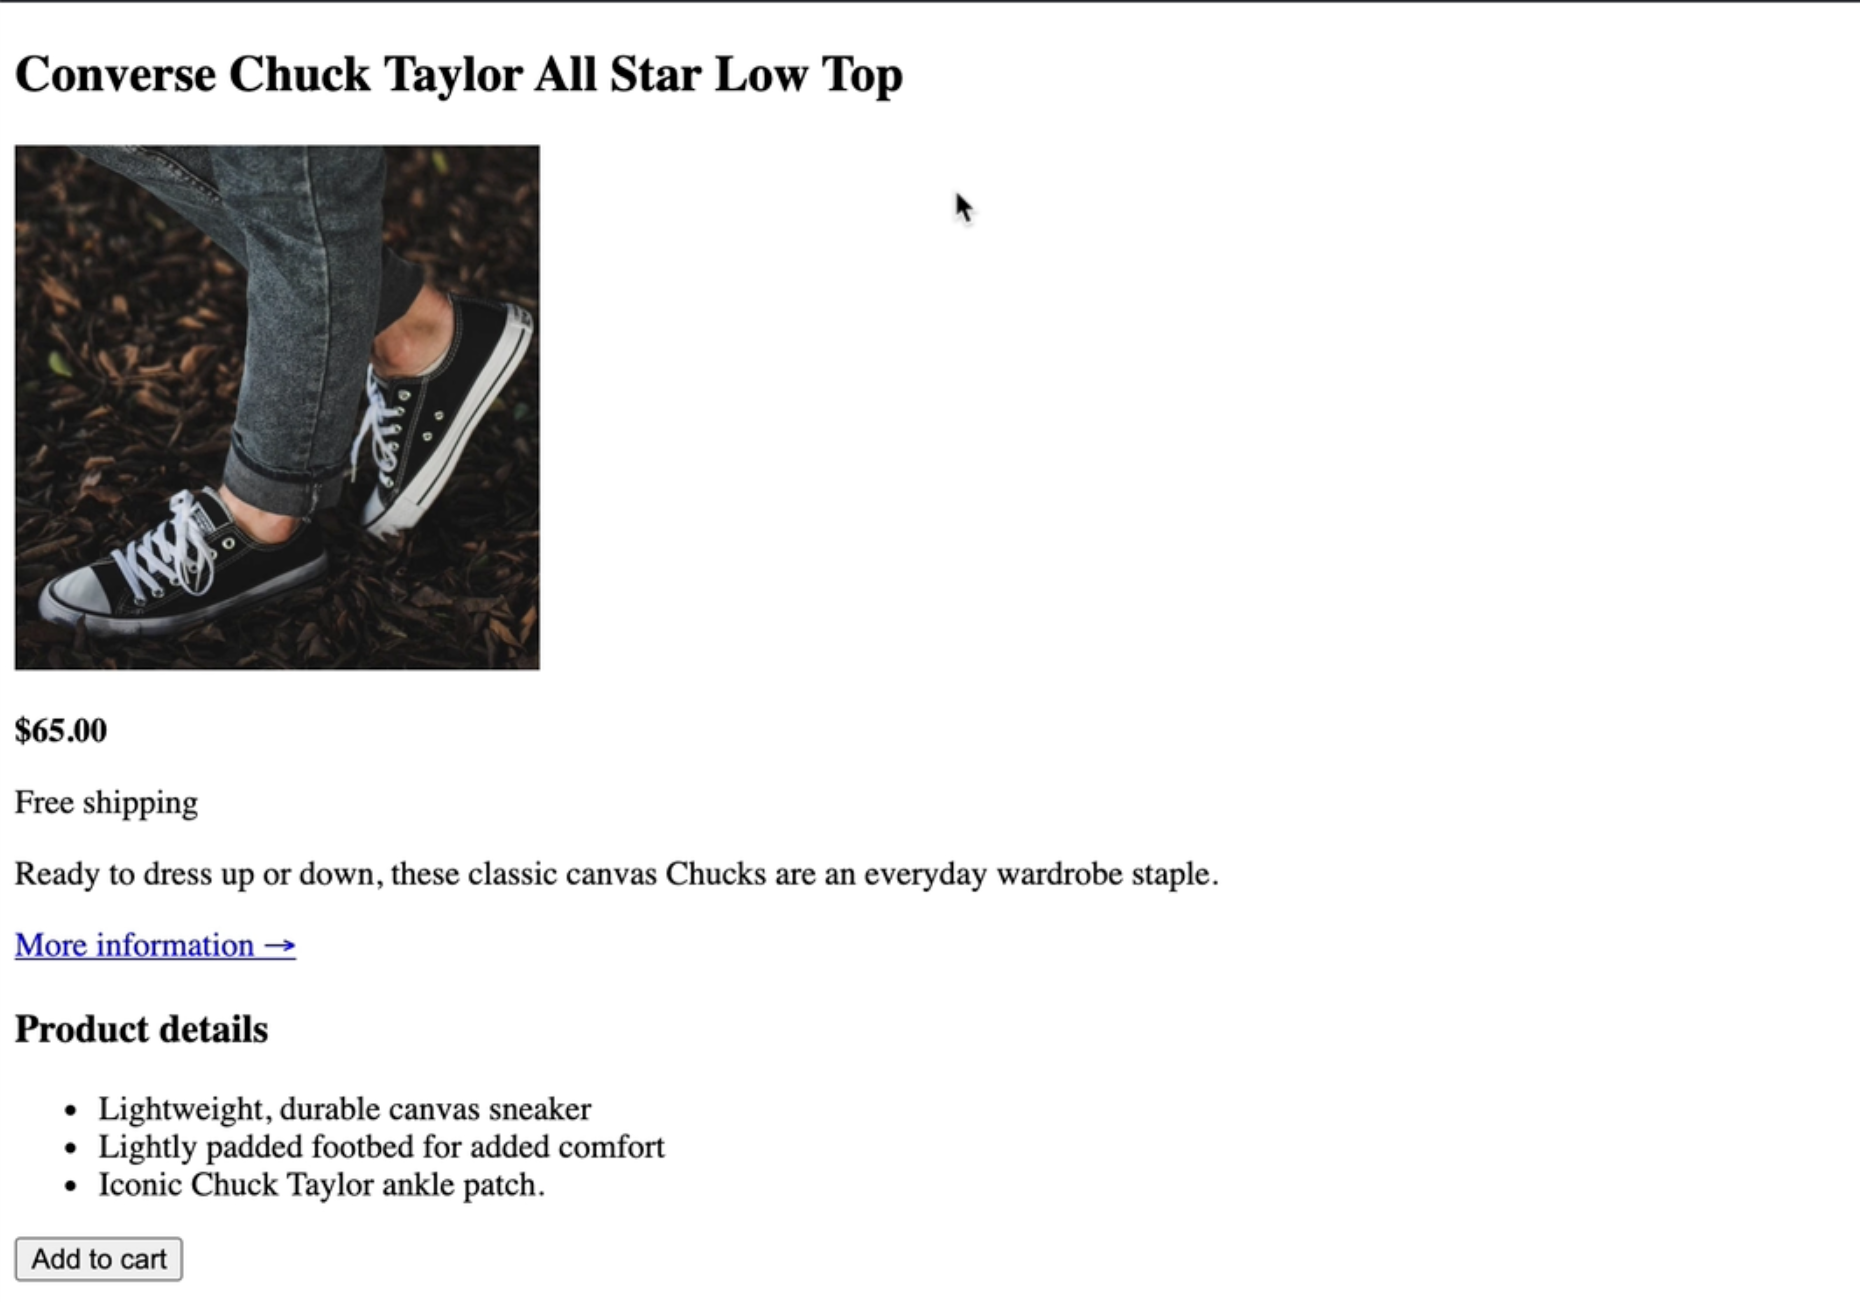 Converse Chuck Taylor All Star Low Top
$65.00
Free shipping
Ready to dress up or down, these classic canvas Chucks are an everyday wardrobe staple.
More information →
Product details
• Lightweight, durable canvas sneaker
• Lightly padded footbed for added comfort
• Iconic Chuck Taylor ankle patch.
Add to cart